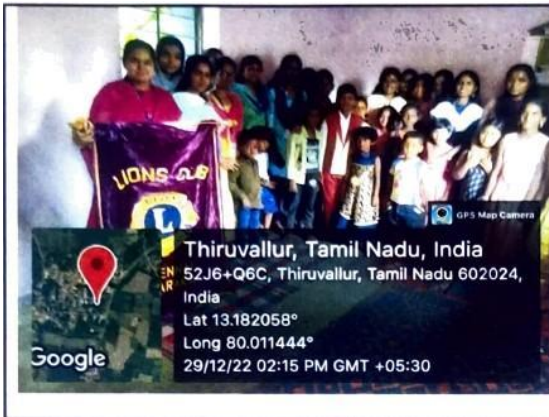 LIONS CLUB
L
GPS Map Camera
Thiruvallur, Tamil Nadu, India
52J6+Q6C, Thiruvallur, Tamil Nadu 602024,
India
Lat 13.182058°
Long 80.011444°
29/12/22 02:15 PM GMT +05:30
Google